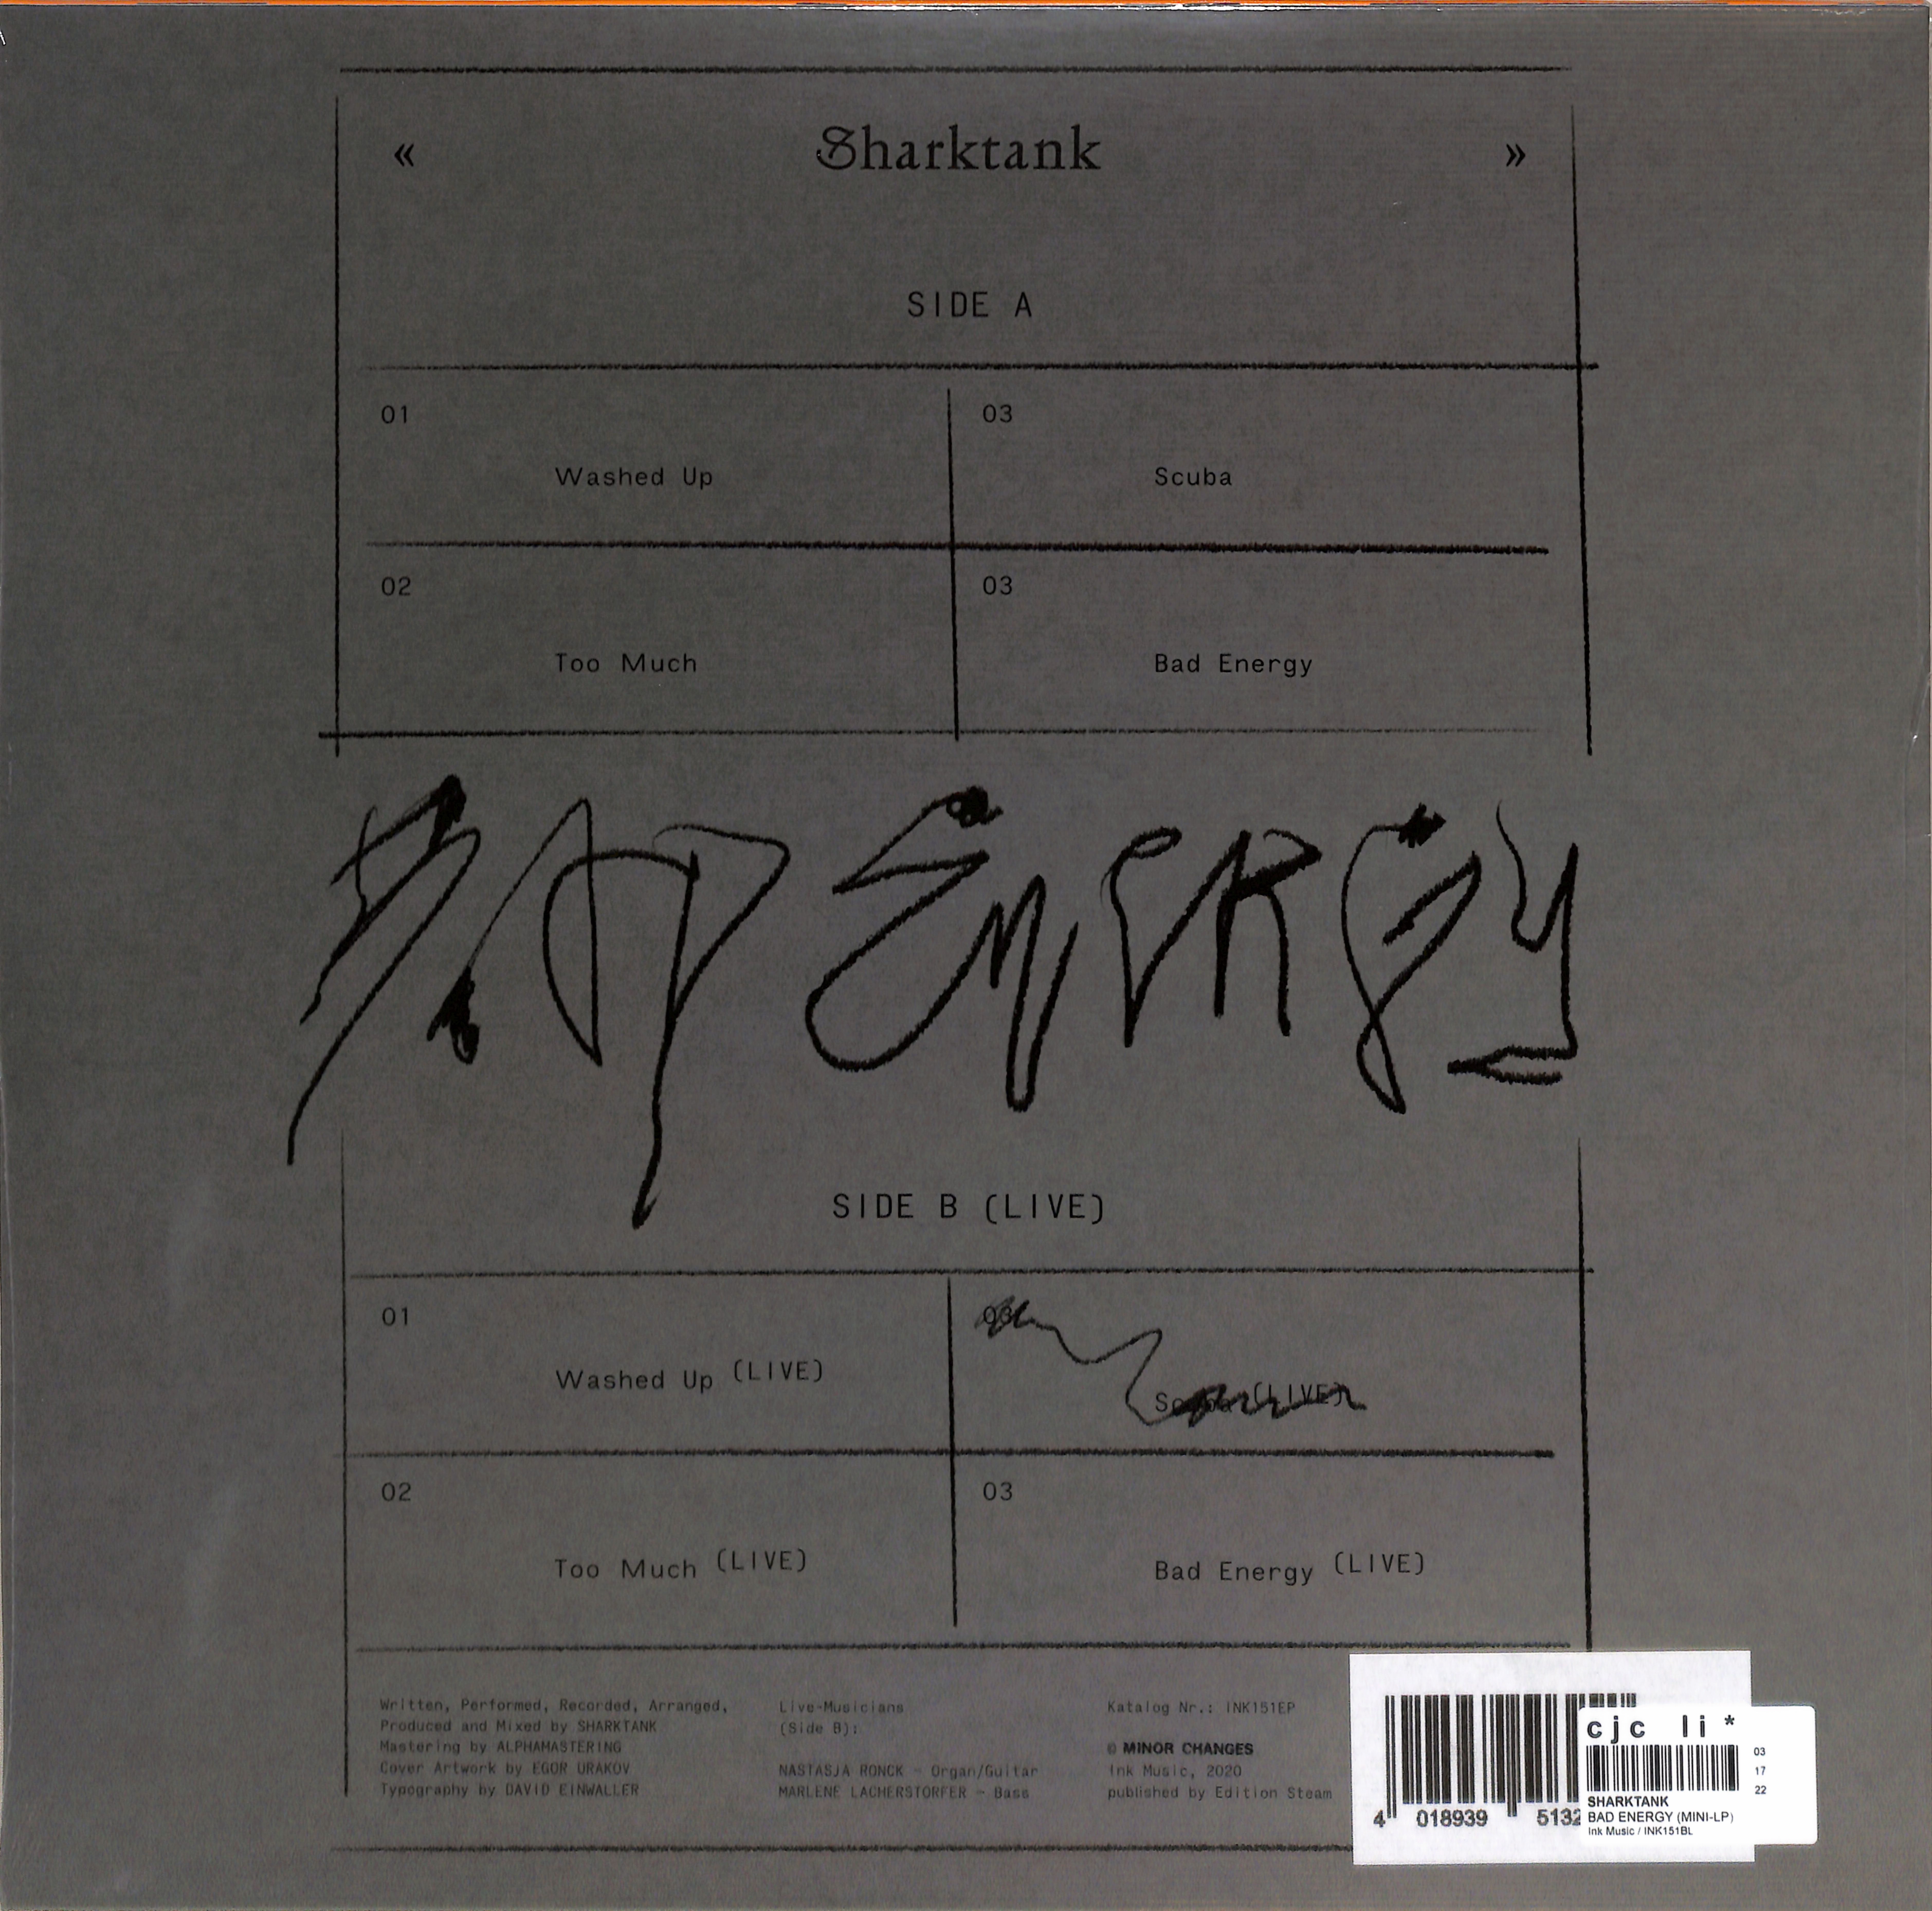 « Sharktank »
SIDE A
01
Washed Up
03
Scuba
02
Too Much
03
Bad Energy
BAD ENERGY
SIDE B (LIVE)
01
Washed Up (LIVE)
03
Scuba (LIVE)
02
Too Much (LIVE)
03
Bad Energy (LIVE)
Written, Performed, Recorded, Arranged,
Produced and Mixed by SHARKTANK
Mastering by ALPHAMASTERING
Cover Artwork by EGOR URAKOV
Typography by DAVID EINWALLER
Live-Musicians
(Side B):
NASTASJA RONCK - Organ/Guitar
MARLENE LACHERSTORFER - Bass
Katalog Nr.: INK151EP
© MINOR CHANGES
Ink Music, 2020
published by Edition Steam
4 018939 5132
cjc li *
03
17
22
SHARKTANK
BAD ENERGY (MINI-LP)
Ink Music / INK151BL